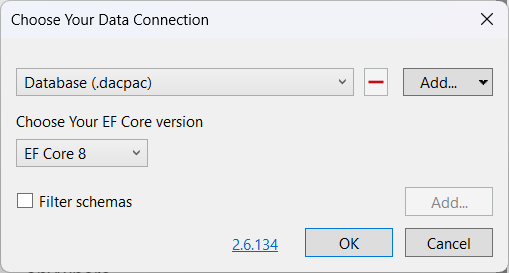 Choose Your Data Connection
Database (.dacpac)
Add...
Choose Your EF Core version
EF Core 8
Filter schemas
Add...
2.6.134
OK
Cancel